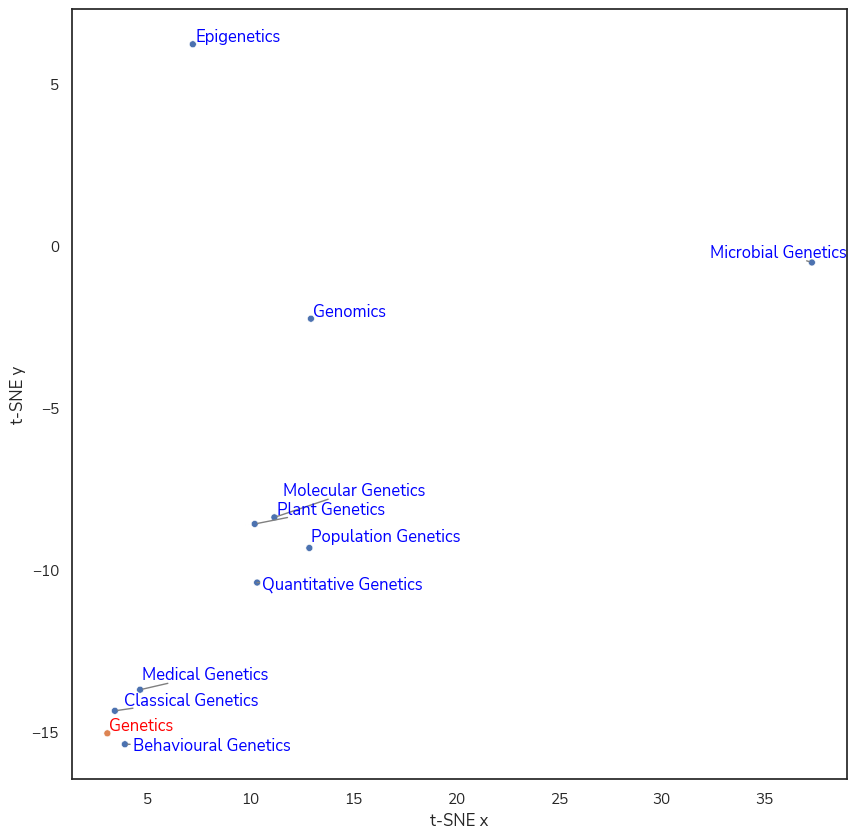 Epigenetics
5
0
Microbial Genetics
Genomics
t-SNE y
−5
Molecular Genetics
Plant Genetics
Population Genetics
−10
Quantitative Genetics
Medical Genetics
Classical Genetics
Genetics
−15
Behavioural Genetics
5 10 15 20 25 30 35
t-SNE x